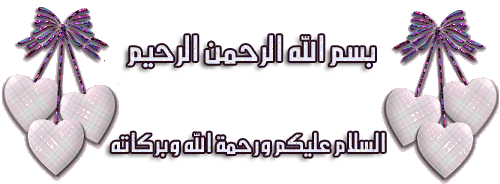 بسم الله الرحمن الرحيم
السلام عليكم ورحمة الله وبركاته